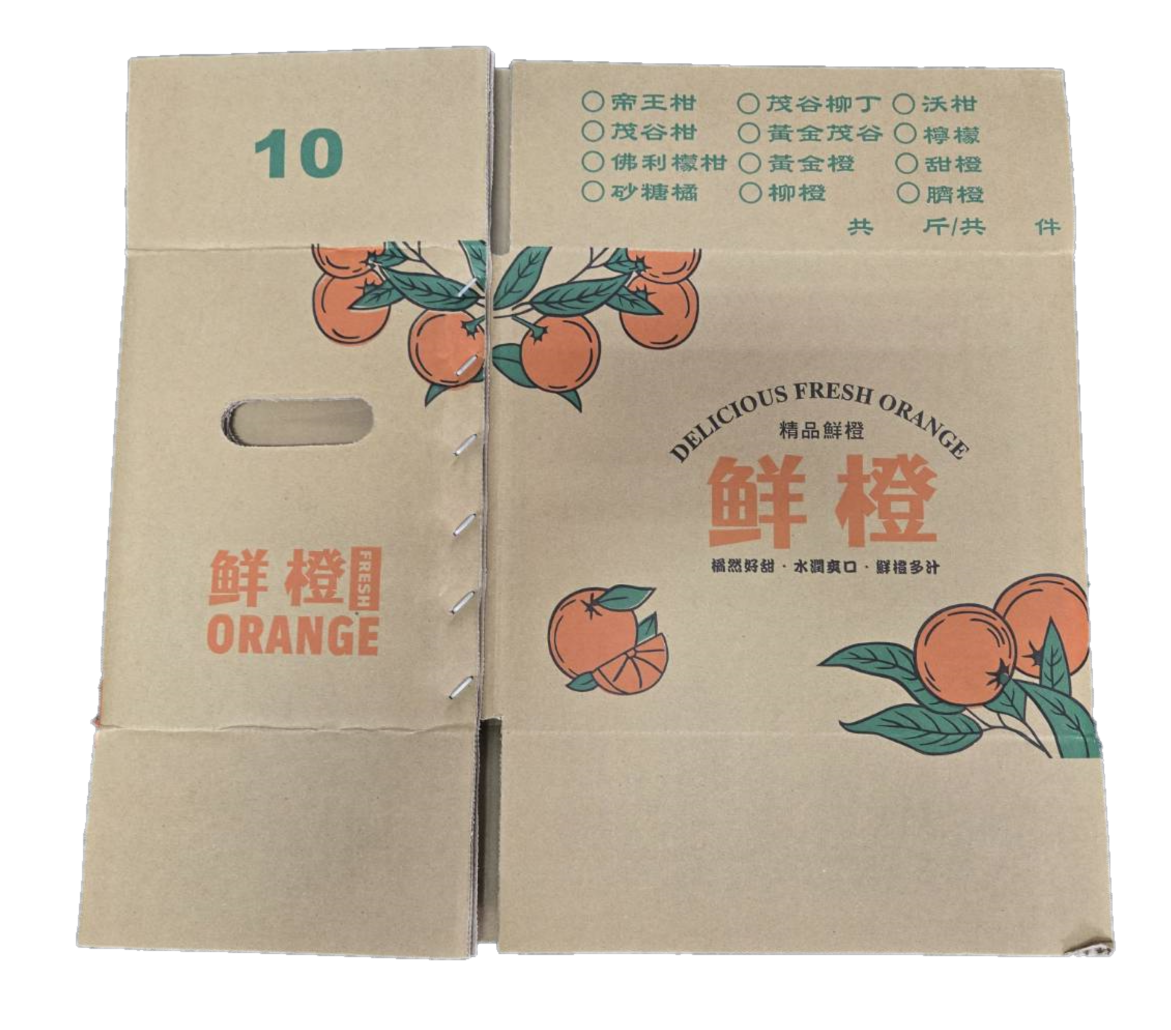 10
○帝王柑 ○茂谷柳丁 ○沃柑
○茂谷柑 ○黃金茂谷 ○檸檬
○佛利檬柑 ○黃金橙 ○甜橙
○砂糖橘 ○柳橙 ○臍橙
共 斤/共 件
DELICIOUS FRESH ORANGE
精品鮮橙
鲜橙
橘然好甜·水潤爽口·鮮橙多汁
鲜橙 FRESH
ORANGE